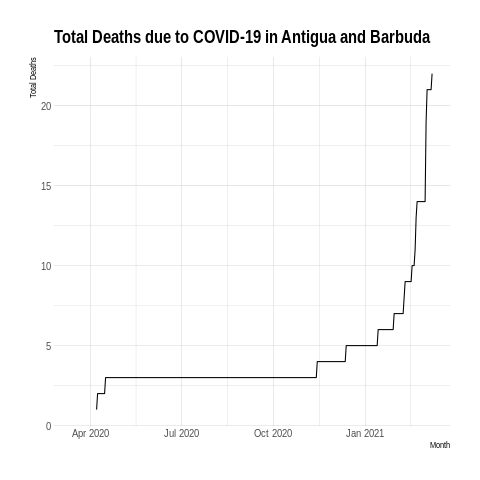 Total Deaths due to COVID-19 in Antigua and Barbuda
Total Deaths
20
15
10
5
0
Apr 2020 Jul 2020 Oct 2020 Jan 2021
Month